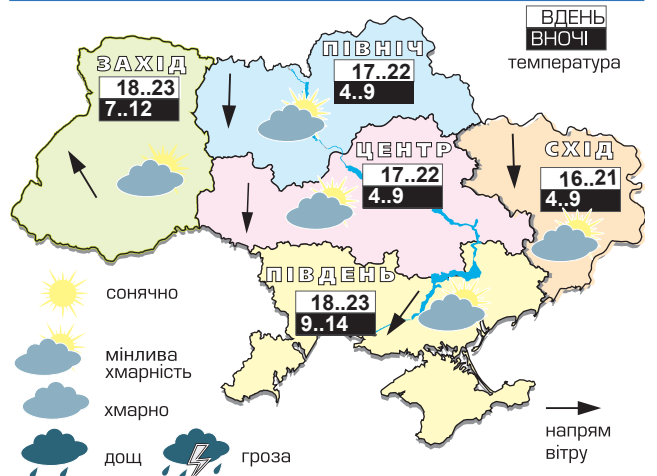 ВДЕНЬ
ВНОЧІ
температура
ЗАХІД
18..23
7..12
ПІВНІЧ
17..22
4..9
ЦЕНТР
17..22
4..9
СХІД
16..21
4..9
ПІВДЕНЬ
18..23
9..14
сонячно
мінлива
хмарність
хмарно
дощ
гроза
напрям
вітру